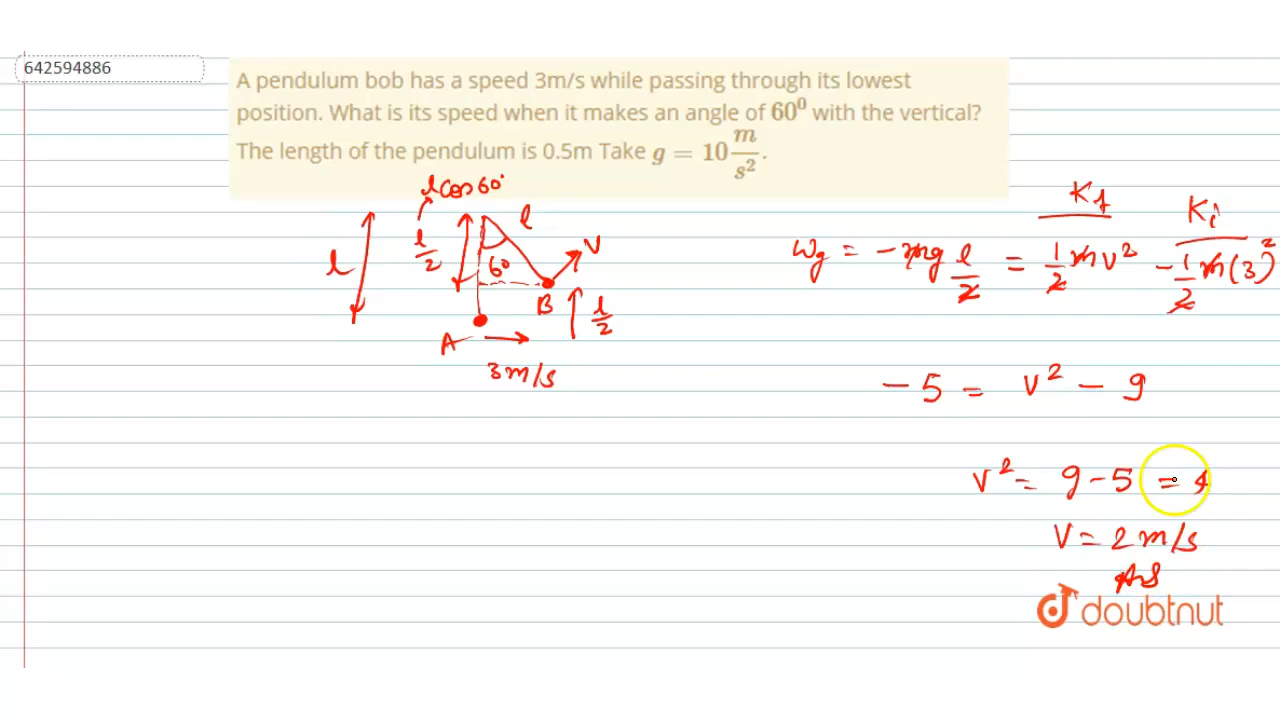 642594886
A pendulum bob has a speed 3m/s while passing through its lowest
position. What is its speed when it makes an angle of 60⁰ with the vertical?
The length of the pendulum is 0.5m Take g = 10 m/s².
l cos 60°
l
l/2
l
60
V
B
l/2
A
3 m/s
Kf
Ki
Wg = - mg l/2 = 1/2 mv² - 1/2 m(3)²
- 5 = v² - 9
v² = 9 - 5 = 4
V = 2 m/s
Ans
doubtnut